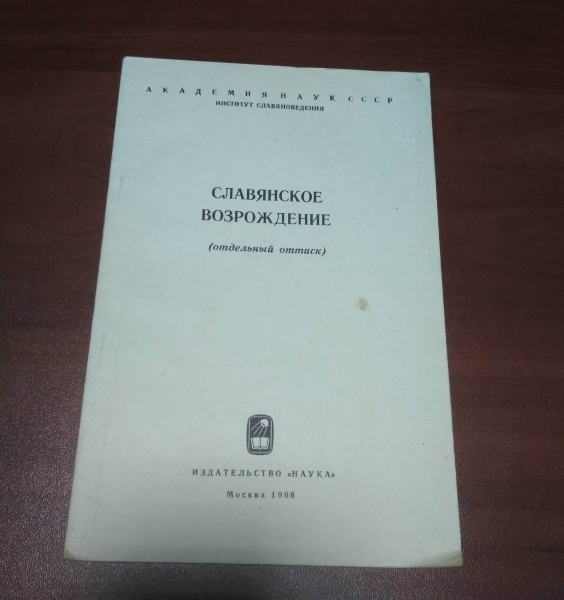 АКАДЕМИЯ НАУК СССР
ИНСТИТУТ СЛАВЯНОВЕДЕНИЯ
СЛАВЯНСКОЕ
ВОЗРОЖДЕНИЕ
(отдельный оттиск)
ИЗДАТЕЛЬСТВО «НАУКА»
Москва 1966